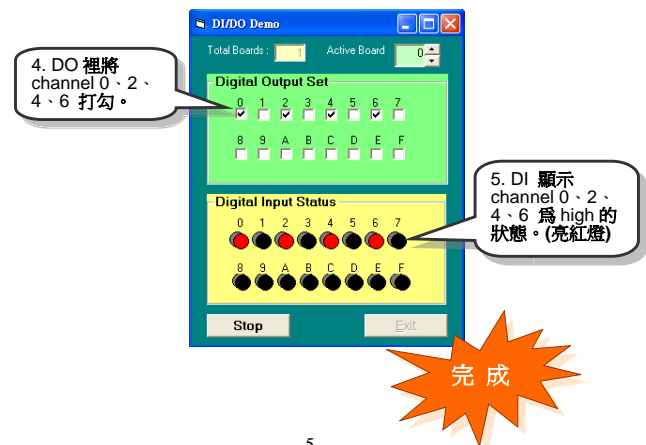 DI/DO Demo
Total Boards : 1 Active Board 0
4. DO 裡將
channel 0、2、
4、6 打勾。
Digital Output Set
0 1 2 3 4 5 6 7
8 9 A B C D E F
5. DI 顯示
channel 0、2、
4、6 為 high 的
狀態。(亮紅燈)
Digital Input Status
0 1 2 3 4 5 6 7
8 9 A B C D E F
Stop Exit
完 成
5